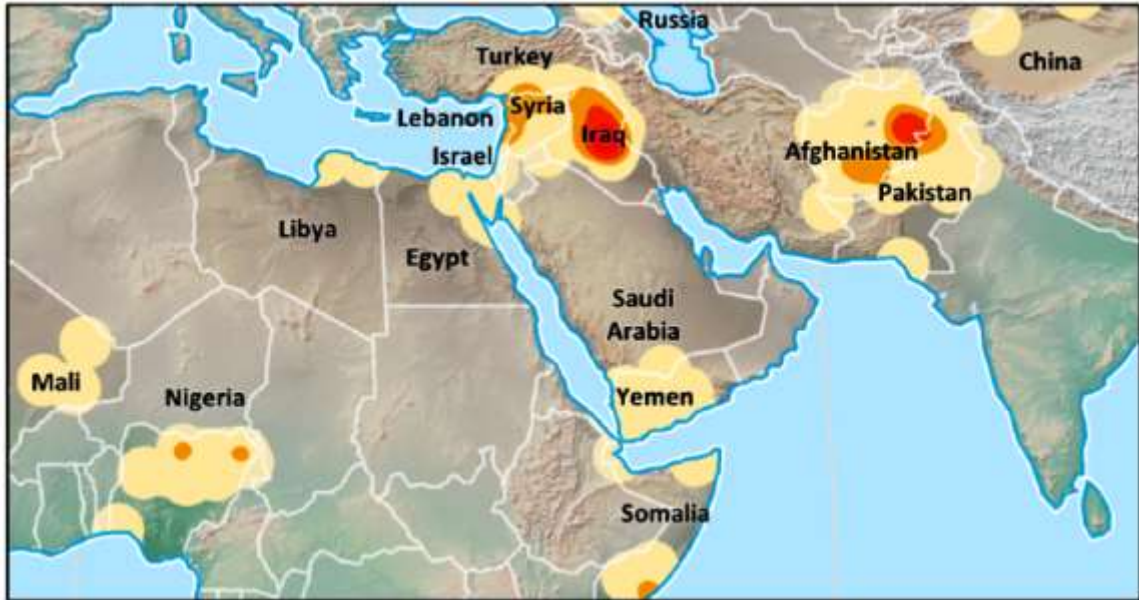 Russia
Turkey
China
Syria
Lebanon
Iraq
Israel
Afghanistan
Pakistan
Libya
Egypt
Saudi
Arabia
Mali
Nigeria
Yemen
Somalia